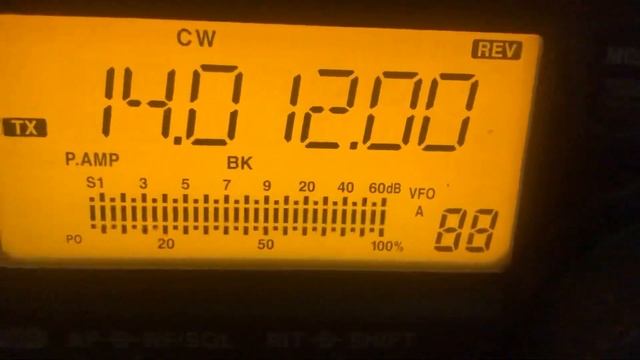 CW
REV
14.012.00
TX
P.AMP BK
S1 3 5 7 9 20 40 60dB VFO
A 88
PO 20 50 100%